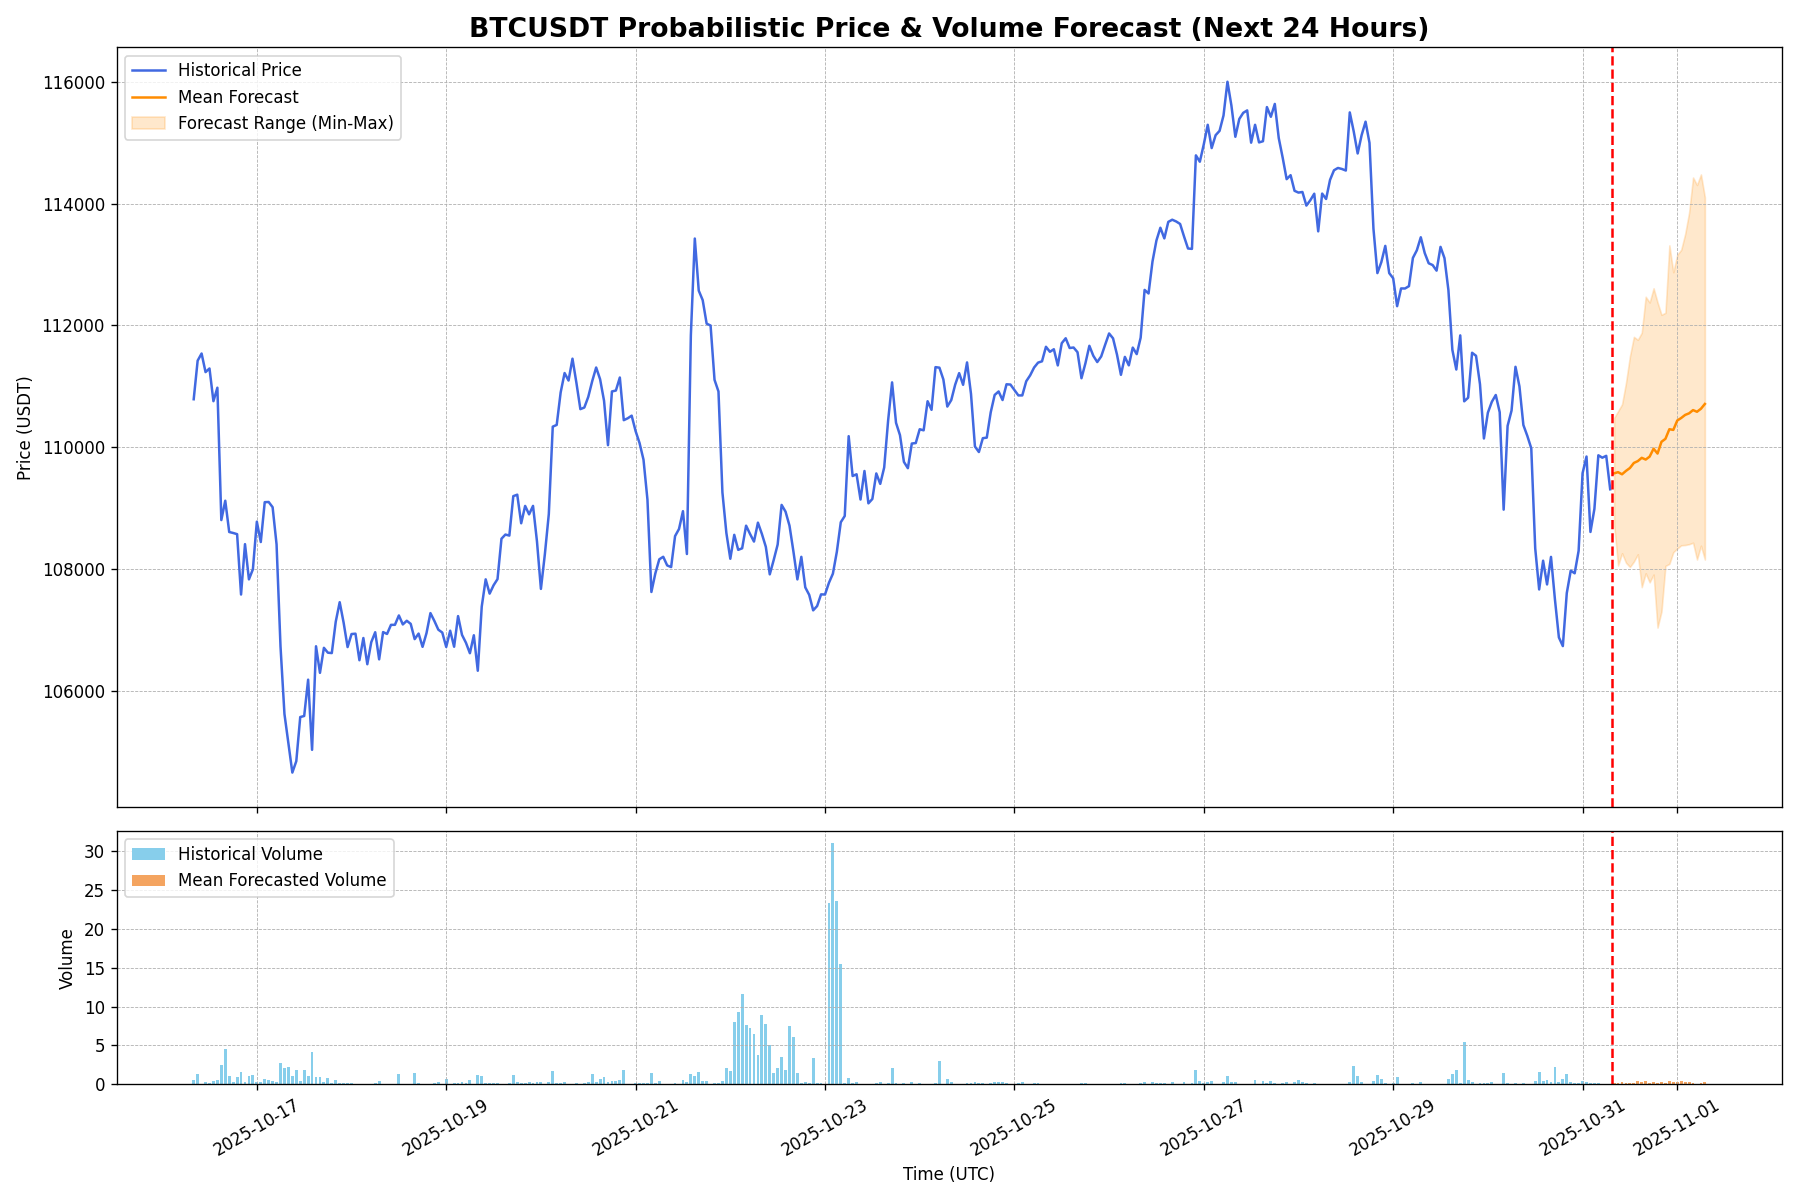 BTCUSDT Probabilistic Price & Volume Forecast (Next 24 Hours)
Historical Price
Mean Forecast
Forecast Range (Min-Max)
116000
114000
112000
110000
108000
106000
Price (USDT)
Historical Volume
Mean Forecasted Volume
30
25
20
15
10
5
0
Volume
2025-10-17
2025-10-19
2025-10-21
2025-10-23
2025-10-25
2025-10-27
2025-10-29
2025-10-31
2025-11-01
Time (UTC)